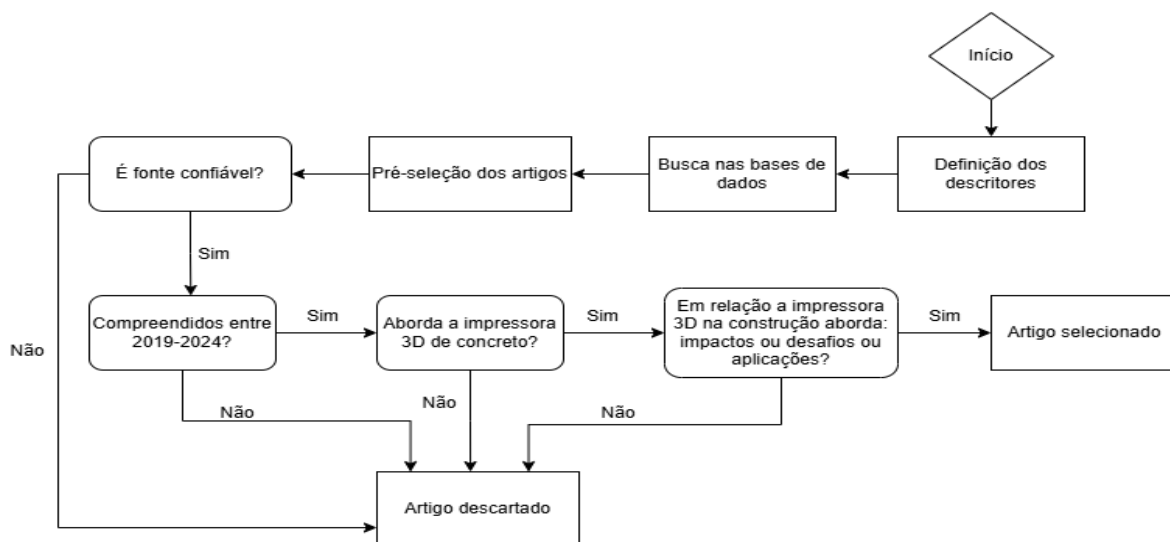 Início
Definição dos
descritores
Busca nas bases de
dados
Pré-seleção dos artigos
É fonte confiável?
Sim
Não
Compreendidos entre
2019-2024?
Sim
Aborda a impressora
3D de concreto?
Sim
Em relação a impressora
3D na construção aborda:
impactos ou desafios ou
aplicações?
Sim
Artigo selecionado
Não
Não
Não
Artigo descartado